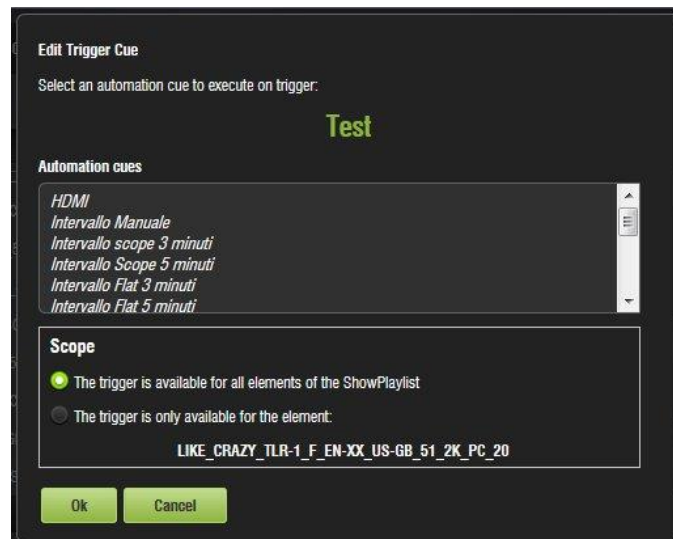 Edit Trigger Cue
Select an automation cue to execute on trigger:
Test
Automation cues
HDMI
Intervallo Manuale
Intervallo scope 3 minuti
Intervallo Scope 5 minuti
Intervallo Flat 3 minuti
Intervallo Flat 5 minuti
Scope
The trigger is available for all elements of the ShowPlaylist
The trigger is only available for the element:
LIKE_CRAZY_TLR-1_F_EN-XX_US-GB_51_2K_PC_20
Ok
Cancel